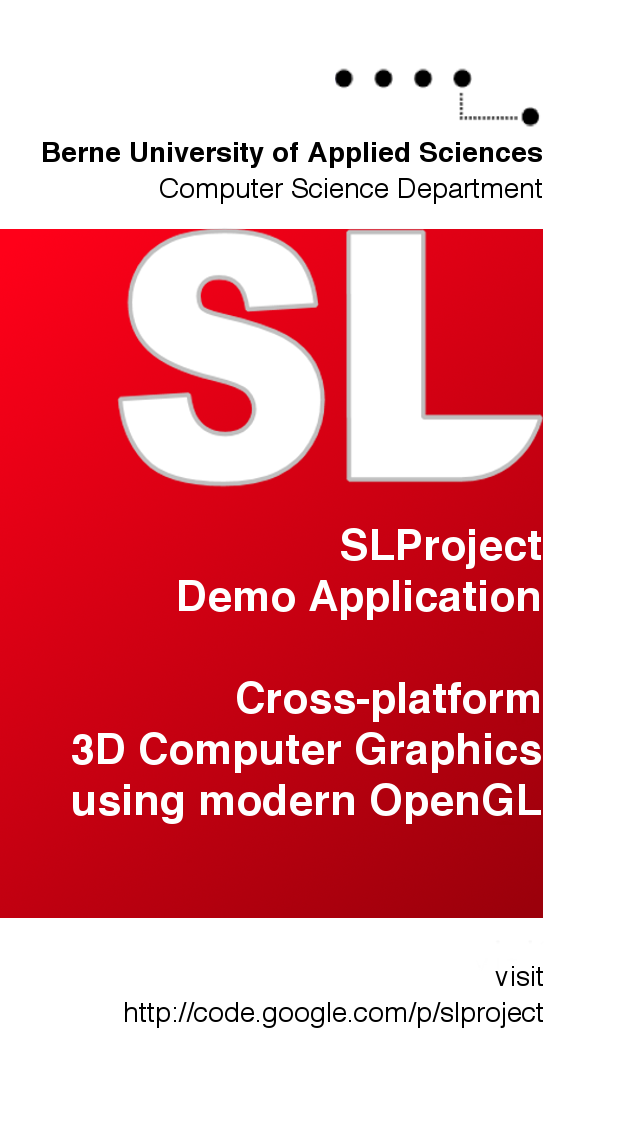 Berne University of Applied Sciences
Computer Science Department
SL
SLProject
Demo Application
Cross-platform
3D Computer Graphics
using modern OpenGL
visit
http://code.google.com/p/slproject